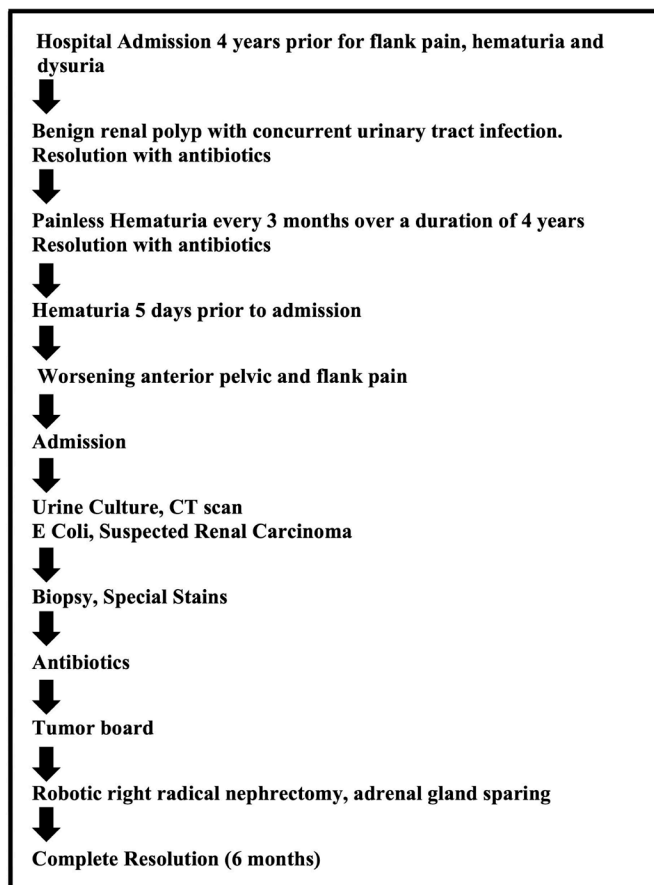 Hospital Admission 4 years prior for flank pain, hematuria and
dysuria
Benign renal polyp with concurrent urinary tract infection.
Resolution with antibiotics
Painless Hematuria every 3 months over a duration of 4 years
Resolution with antibiotics
Hematuria 5 days prior to admission
Worsening anterior pelvic and flank pain
Admission
Urine Culture, CT scan
E Coli, Suspected Renal Carcinoma
Biopsy, Special Stains
Antibiotics
Tumor board
Robotic right radical nephrectomy, adrenal gland sparing
Complete Resolution (6 months)